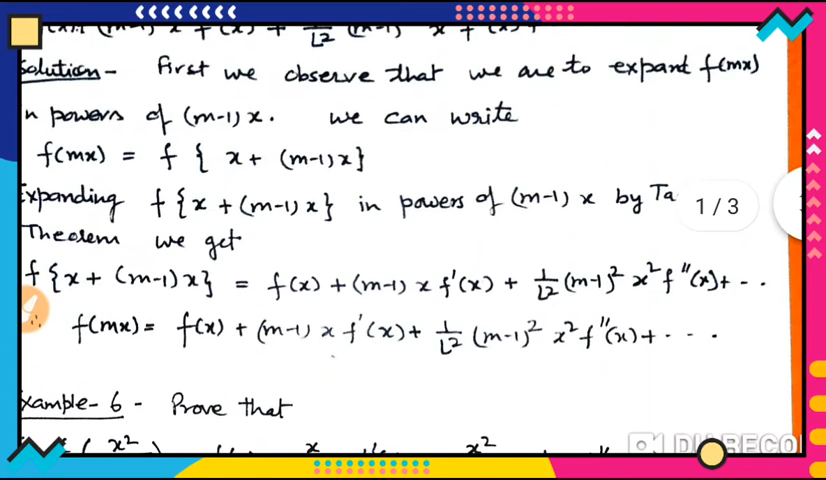 Solution - First we observe that we are to expand f(mx)
n powers of (m-1)x. we can write
f(mx) = f { x + (m-1)x}
Expanding f{x + (m-1)x} in powers of (m-1)x by Ta
1/3
Theorem we get
f{x + (m-1)x} = f(x) + (m-1) x f'(x) + 1/⌊2 (m-1)² x² f''(x) + ...
f(mx) = f(x) + (m-1) x f'(x) + 1/⌊2 (m-1)² x² f''(x) + . . .
Example - 6 - Prove that